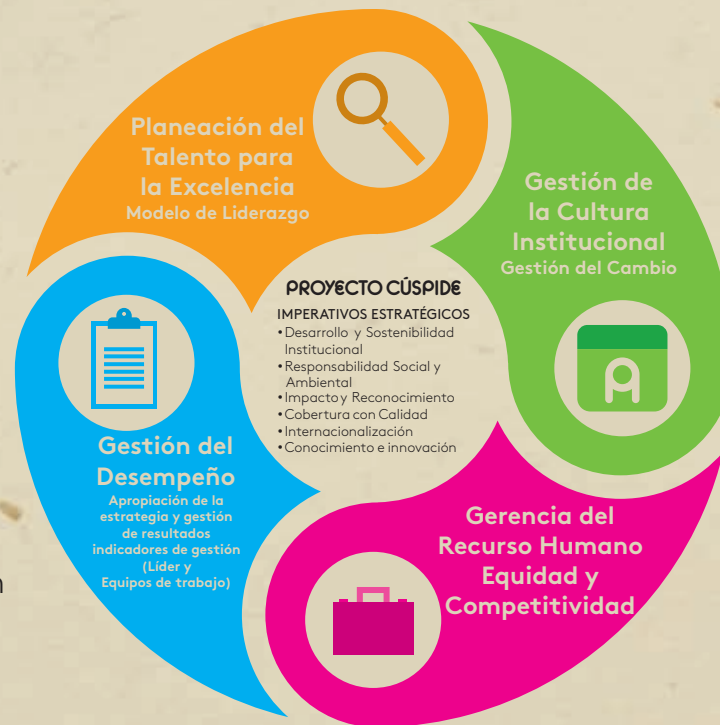 Planeación del
Talento para
la Excelencia
Modelo de Liderazgo
Gestión de
la Cultura
Institucional
Gestión del Cambio
PROYECTO CÚSPIDE
IMPERATIVOS ESTRATÉGICOS
• Desarrollo y Sostenibilidad
Institucional
• Responsabilidad Social y
Ambiental
• Impacto y Reconocimiento
• Cobertura con Calidad
• Internacionalización
• Conocimiento e innovación
Gestión del
Desempeño
Apropiación de la
estrategia y gestión
de resultados
indicadores de gestión
(Líder y
Equipos de trabajo)
Gerencia del
Recurso Humano
Equidad y
Competitividad